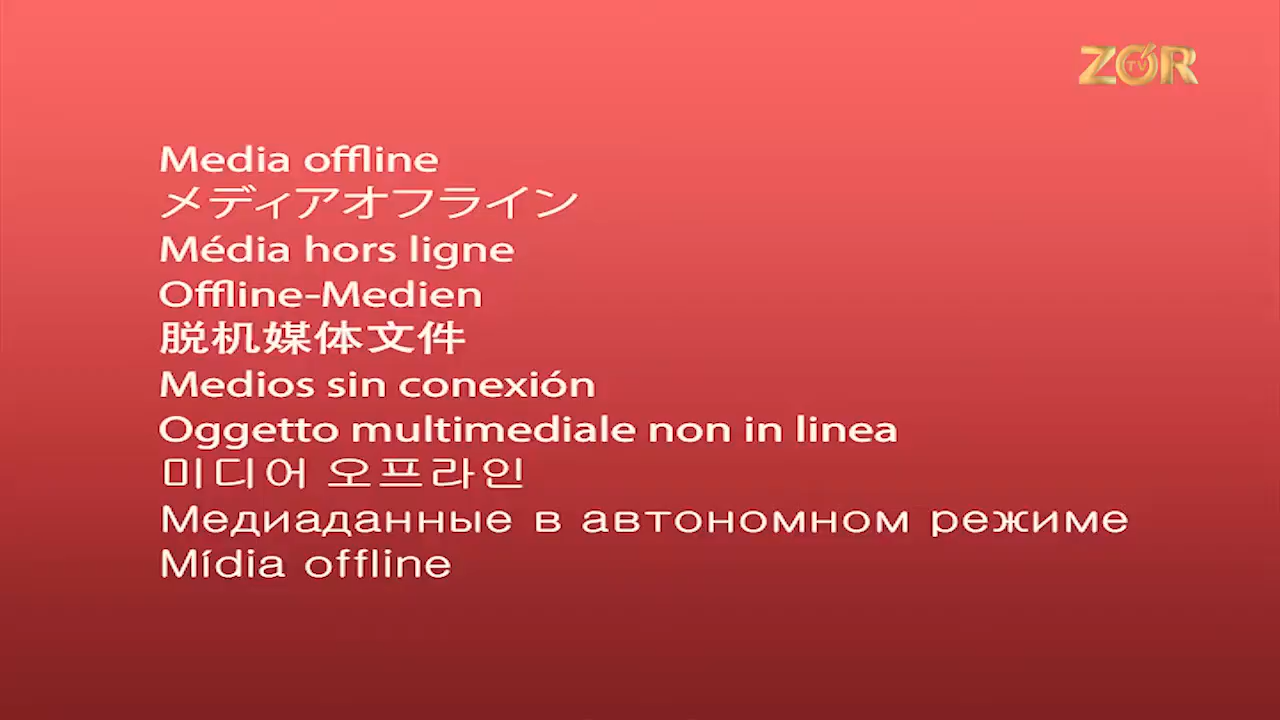 ZO'R
TV
Media offline
メディアオフライン
Média hors ligne
Offline-Medien
脱机媒体文件
Medios sin conexión
Oggetto multimediale non in linea
미디어 오프라인
Медиаданные в автономном режиме
Mídia offline